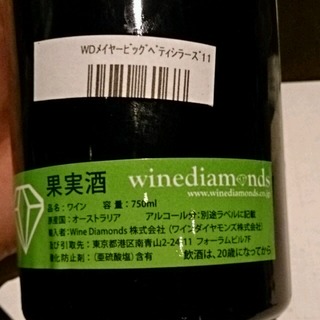 WDメイヤービッグベティシラーズ'11
果実酒 winediamonds
www.winediamonds.co.jp
品名：ワイン 容量：750ml
原産国：オーストラリア アルコール分：別途ラベルに記載
輸入者：Wine Diamonds 株式会社（ワインダイヤモンズ株式会社）
及び引取先：東京都港区南青山2-24-11 フォーラムビル7F
酸化防止剤：（亜硫酸塩）含有 飲酒は、20歳になってから